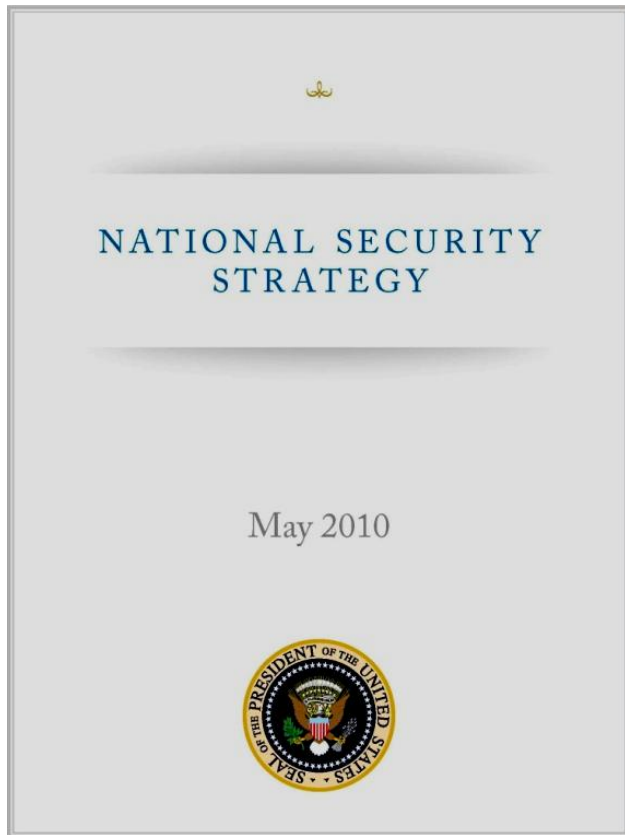 NATIONAL SECURITY
STRATEGY
May 2010
SEAL OF THE PRESIDENT OF THE UNITED STATES